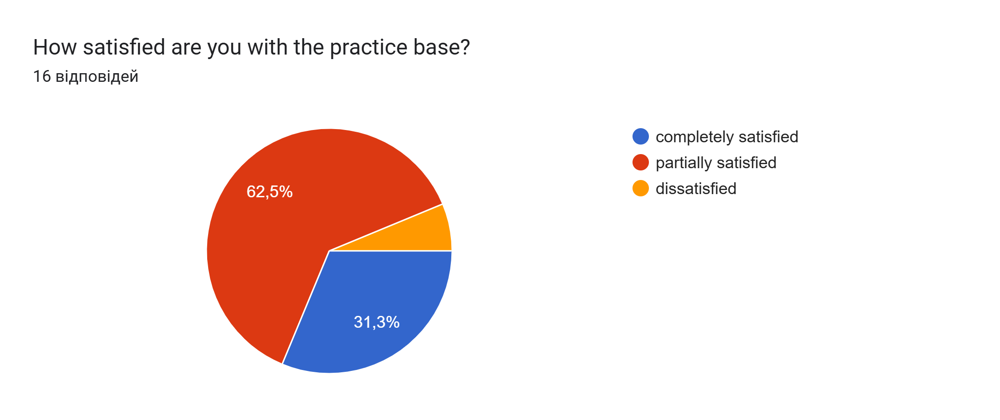 How satisfied are you with the practice base?
16 відповідей
62,5%
31,3%
completely satisfied
partially satisfied
dissatisfied